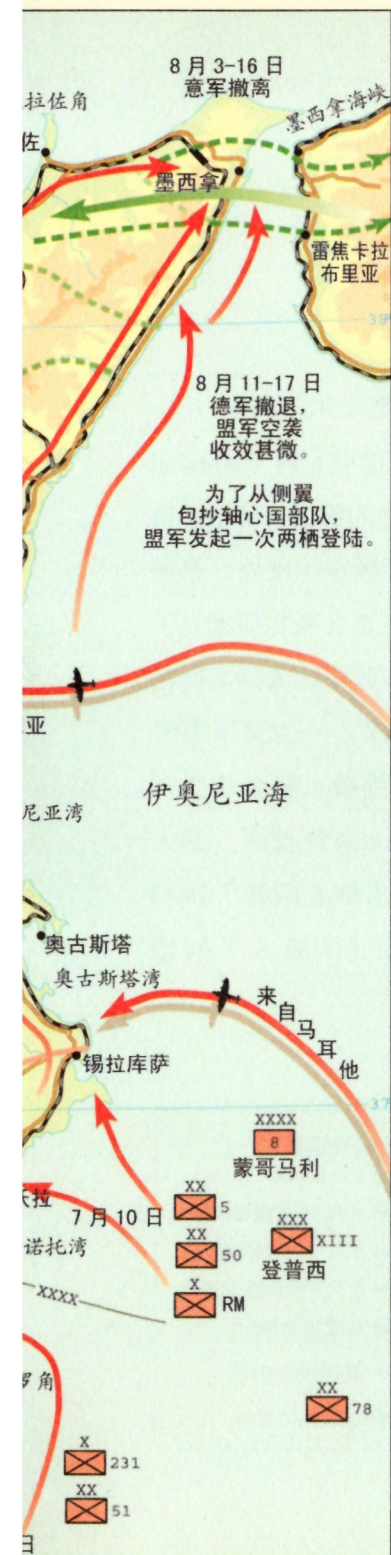 8月3-16日
意军撤离
拉佐角
墨西拿海峡
佐
墨西拿
雷焦卡拉
布里亚
38
8月11-17日
德军撤退，
盟军空袭
收效甚微。
为了从侧翼
包抄轴心国部队，
盟军发起一次两栖登陆。
亚
伊奥尼亚海
尼亚湾
奥古斯塔
奥古斯塔湾
来自马耳他
锡拉库萨
37
XXXX
8
蒙哥马利
XX
5
7月10日
XX
50
XXX
XIII
登普西
诺托湾
X
RM
XXXX
罗角
XX
78
X
231
XX
51
日